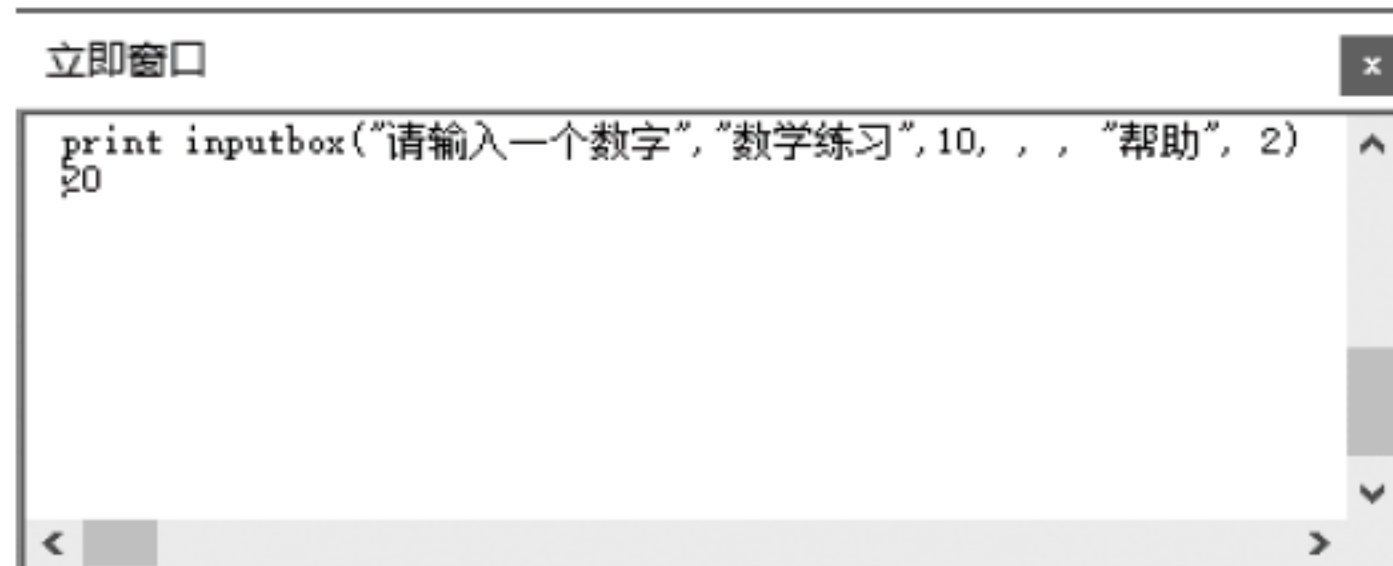 立即窗口
print inputbox("请输入一个数字","数学练习",10, , , "帮助", 2)
20